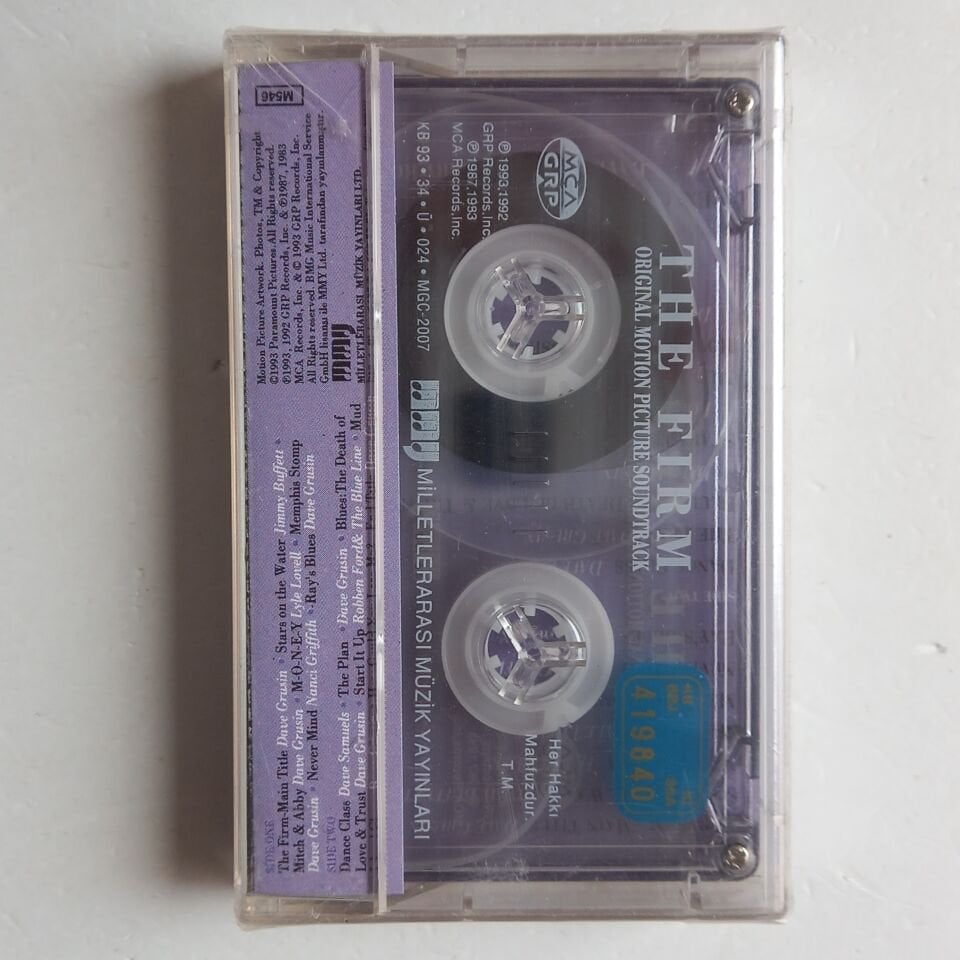 THE FIRM
ORIGINAL MOTION PICTURE SOUNDTRACK
MCA
GRP
℗ 1993,1992
GRP Records,Inc.
℗ 1987,1983
MCA Records,Inc.
KB 93 • 34 • Ü • 024 • MGC-2007
MİLLETLERARASI MÜZİK YAYINLARI
Her Hakkı
Mahfuzdur.
T.M.
419840
M546
Motion Picture Artwork. Photos, TM & Copyright
©1993 Paramount Pictures.All Rights reserved.
℗1993, 1992 GRP Records, Inc. & ℗1987, 1983
MCA Records, Inc. & © 1993 GRP Records, Inc.
All Rights reserved. BMG Music International Service
GmbH lisansı ile MMY Ltd. tarafından yayınlanmıştır.
MİLLETLERARASI MÜZİK YAYINLARI LTD.
SIDE ONE
The Firm-Main Title Dave Grusin • Stars on the Water Jimmy Buffett •
Mitch & Abby Dave Grusin • M-O-N-E-Y Lyle Lovell • Memphis Stomp
Dave Grusin • Never Mind Nanci Griffith •-Ray's Blues Dave Grusin
SIDE TWO
Dance Class Dave Samuels • The Plan • Dave Grusin • Blues:The Death of
Love & Trust Dave Grusin • Start It Up Robben Ford& The Blue Line • Mud